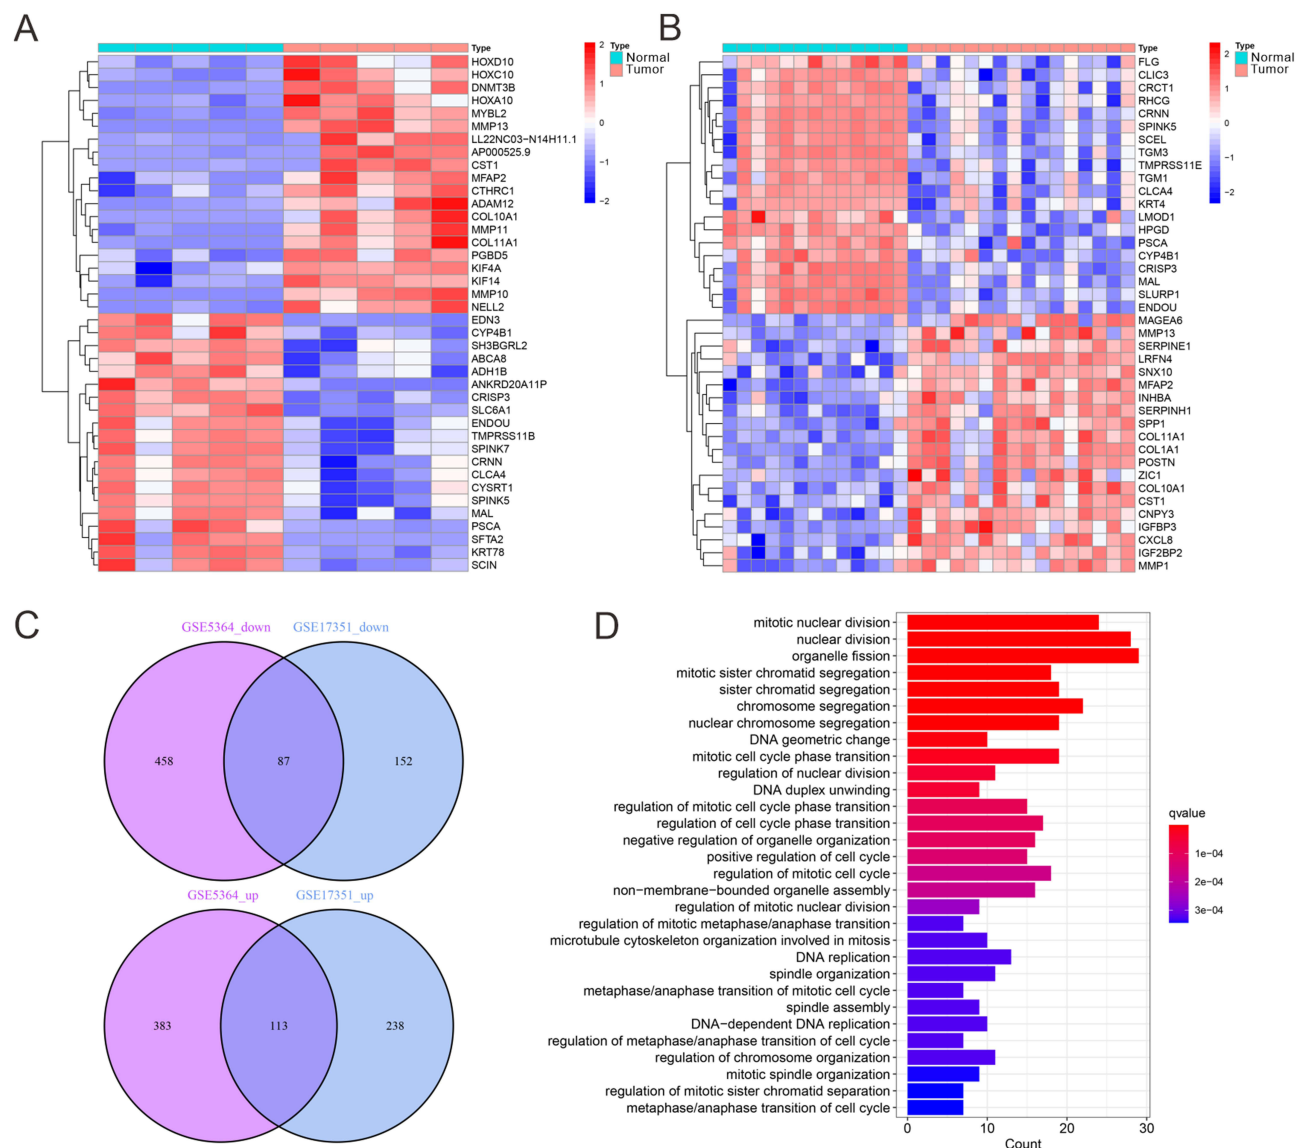 A
Type
HOXD10
HOXC10
DNMT3B
HOXA10
MYBL2
MMP13
LL22NC03−N14H11.1
AP000525.9
CST1
MFAP2
CTHRC1
ADAM12
COL10A1
MMP11
COL11A1
PGBD5
KIF4A
KIF14
MMP10
NELL2
EDN3
CYP4B1
SH3BGRL2
ABCA8
ADH1B
ANKRD20A11P
CRISP3
SLC6A1
ENDOU
TMPRSS11B
SPINK7
CRNN
CLCA4
CYSRT1
SPINK5
MAL
PSCA
SFTA2
KRT78
SCIN
2
1
0
−1
−2
Type
Normal
Tumor
B
Type
FLG
CLIC3
CRCT1
RHCG
CRNN
SPINK5
SCEL
TGM3
TMPRSS11E
TGM1
CLCA4
KRT4
LMOD1
HPGD
PSCA
CYP4B1
CRISP3
MAL
SLURP1
ENDOU
MAGEA6
MMP13
SERPINE1
LRFN4
SNX10
MFAP2
INHBA
SERPINH1
SPP1
COL11A1
COL1A1
POSTN
ZIC1
COL10A1
CST1
CNPY3
IGFBP3
CXCL8
IGF2BP2
MMP1
2
1
0
−1
−2
Type
Normal
Tumor
C
GSE5364_down GSE17351_down
458 87 152
GSE5364_up GSE17351_up
383 113 238
D
mitotic nuclear division
nuclear division
organelle fission
mitotic sister chromatid segregation
sister chromatid segregation
chromosome segregation
nuclear chromosome segregation
DNA geometric change
mitotic cell cycle phase transition
regulation of nuclear division
DNA duplex unwinding
regulation of mitotic cell cycle phase transition
regulation of cell cycle phase transition
negative regulation of organelle organization
positive regulation of cell cycle
regulation of mitotic cell cycle
non−membrane−bounded organelle assembly
regulation of mitotic nuclear division
regulation of mitotic metaphase/anaphase transition
microtubule cytoskeleton organization involved in mitosis
DNA replication
spindle organization
metaphase/anaphase transition of mitotic cell cycle
spindle assembly
DNA−dependent DNA replication
regulation of metaphase/anaphase transition of cell cycle
regulation of chromosome organization
mitotic spindle organization
regulation of mitotic sister chromatid separation
metaphase/anaphase transition of cell cycle
0 10 20 30
Count
qvalue
1e−04
2e−04
3e−04